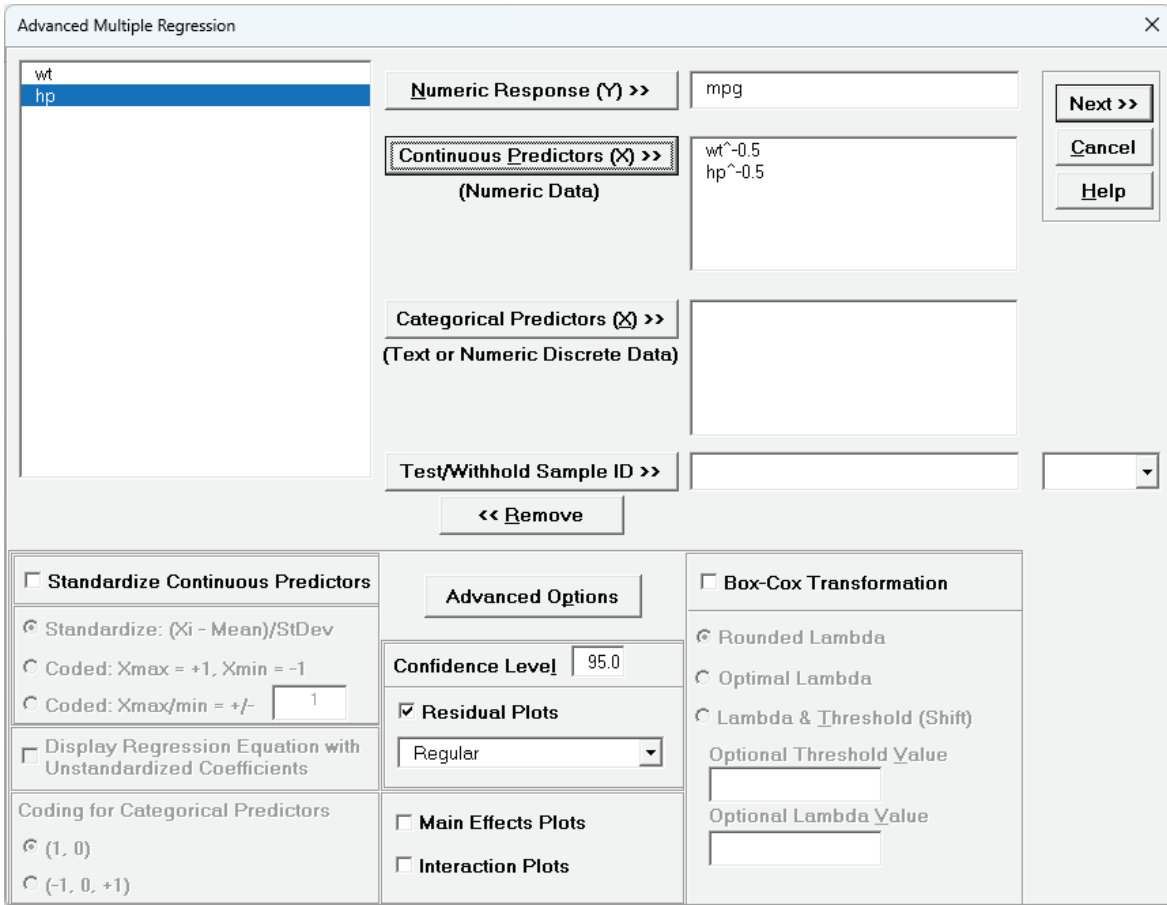 Advanced Multiple Regression
wt
hp
Numeric Response (Y) >>
mpg
Next >>
Continuous Predictors (X) >>
(Numeric Data)
wt^-0.5
hp^-0.5
Cancel
Help
Categorical Predictors (X) >>
(Text or Numeric Discrete Data)
Test/Withhold Sample ID >>
<< Remove
Standardize Continuous Predictors
Standardize: (Xi - Mean)/StDev
Coded: Xmax = +1, Xmin = -1
Coded: Xmax/min = +/-
1
Display Regression Equation with
Unstandardized Coefficients
Coding for Categorical Predictors
(1, 0)
(-1, 0, +1)
Advanced Options
Confidence Level
95.0
Residual Plots
Regular
Main Effects Plots
Interaction Plots
Box-Cox Transformation
Rounded Lambda
Optimal Lambda
Lambda & Threshold (Shift)
Optional Threshold Value
Optional Lambda Value